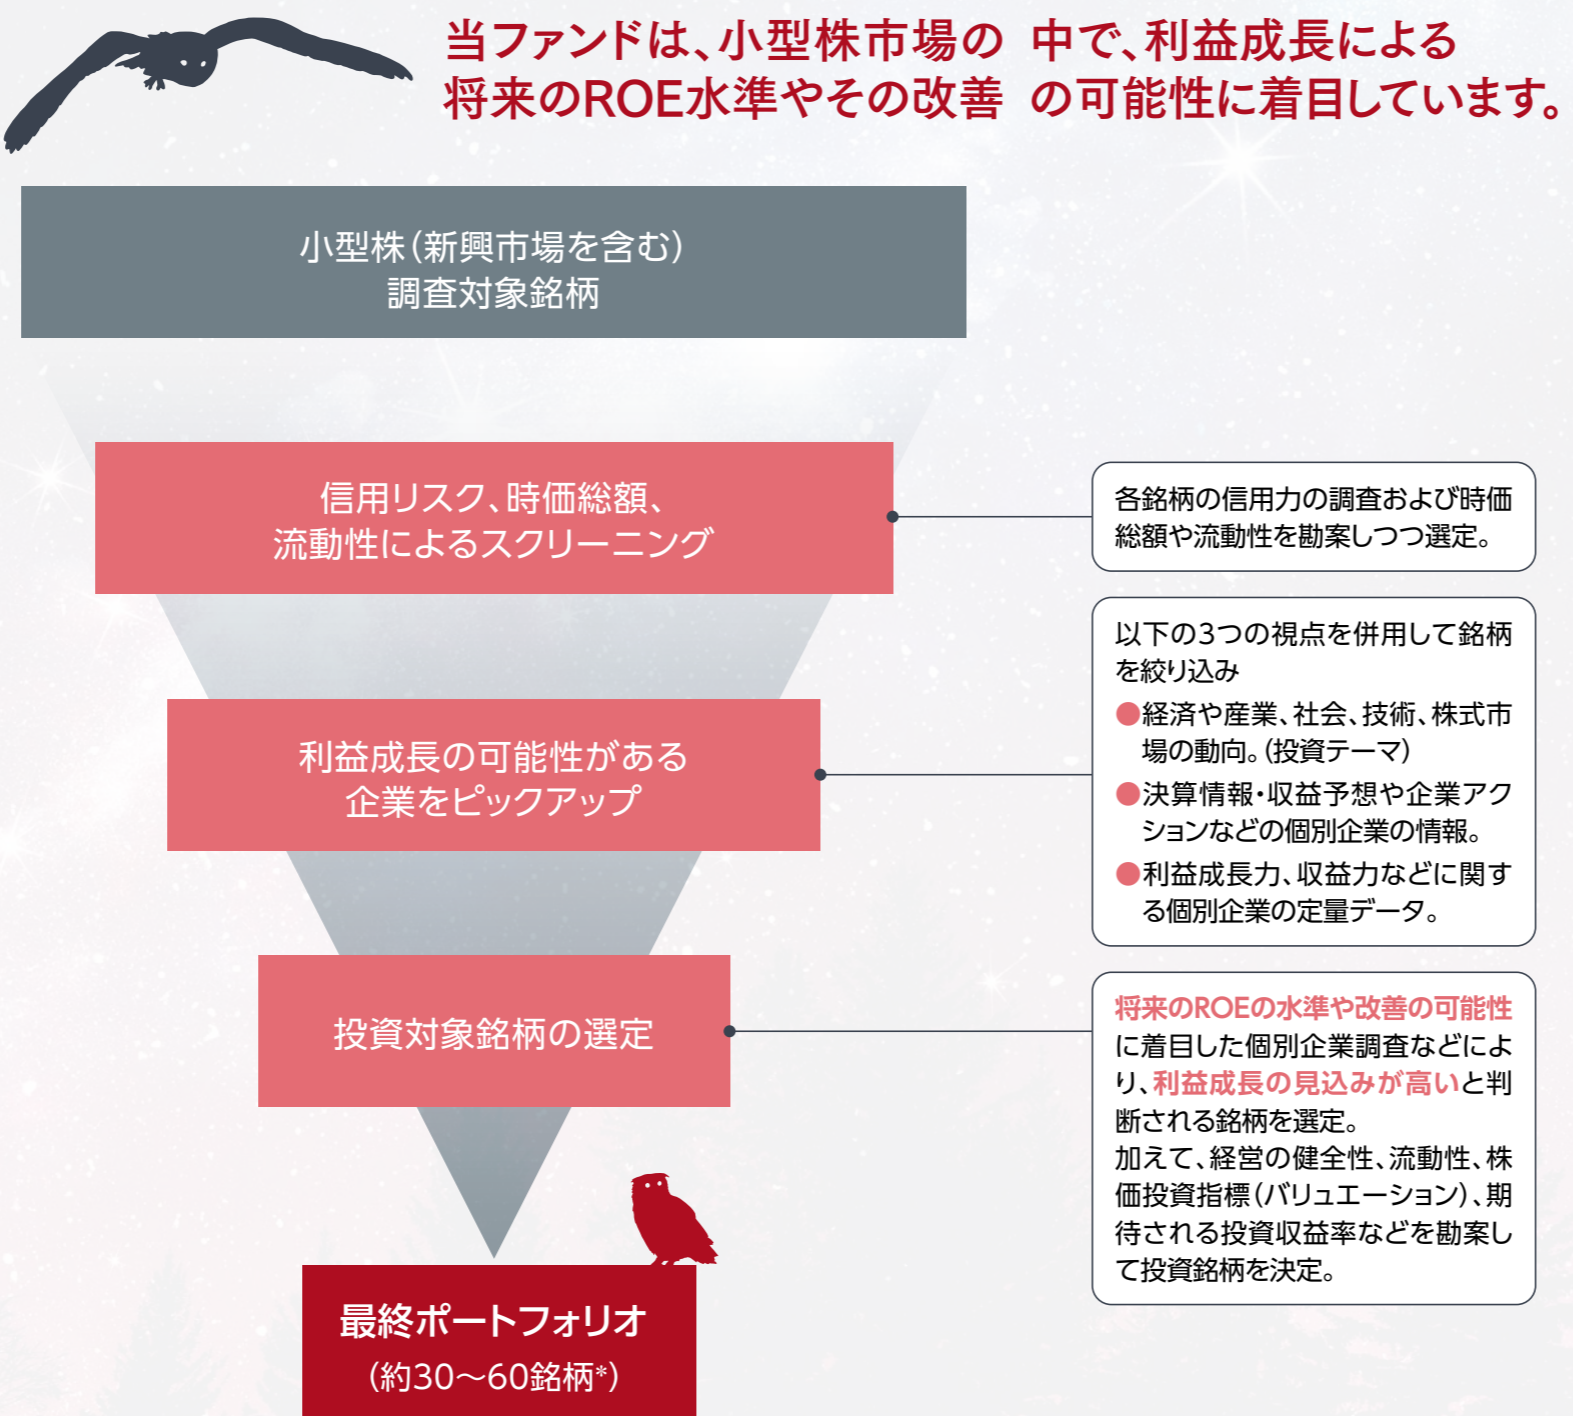 当ファンドは、小型株市場の 中で、利益成長による
将来のROE水準やその改善 の可能性に着目しています。
小型株(新興市場を含む)
調査対象銘柄
信用リスク、時価総額、
流動性によるスクリーニング
各銘柄の信用力の調査および時価
総額や流動性を勘案しつつ選定。
利益成長の可能性がある
企業をピックアップ
以下の3つの視点を併用して銘柄
を絞り込み
●経済や産業、社会、技術、株式市
場の動向。(投資テーマ)
●決算情報・収益予想や企業アク
ションなどの個別企業の情報。
●利益成長力、収益力などに関す
る個別企業の定量データ。
投資対象銘柄の選定
将来のROEの水準や改善の可能性
に着目した個別企業調査などによ
り、利益成長の見込みが高いと判
断される銘柄を選定。
加えて、経営の健全性、流動性、株
価投資指標(バリュエーション)、期
待される投資収益率などを勘案し
て投資銘柄を決定。
最終ポートフォリオ
(約30～60銘柄*)